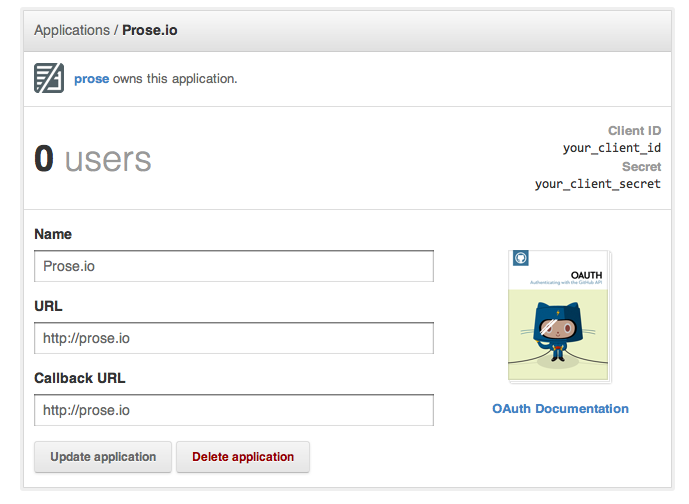 Applications / Prose.io
prose owns this application.
0 users
Client ID
your_client_id
Secret
your_client_secret
Name
Prose.io
URL
http://prose.io
Callback URL
http://prose.io
OAUTH
Authenticating with the GitHub API
OAuth Documentation
Update application
Delete application